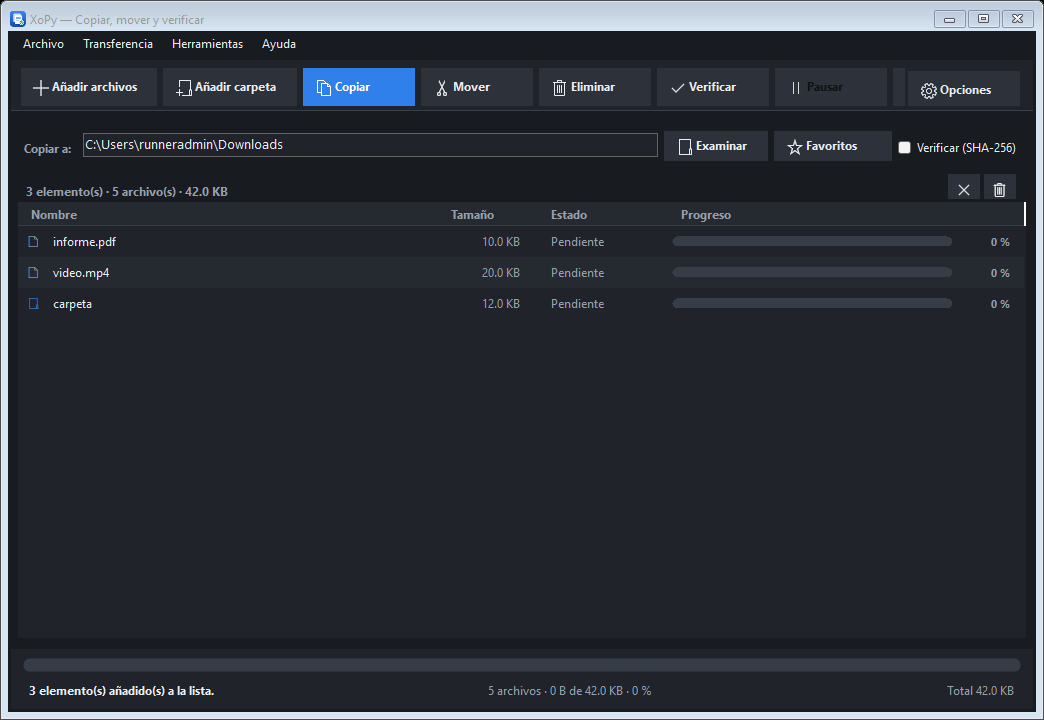 XoPy — Copiar, mover y verificar
Archivo Transferencia Herramientas Ayuda
Añadir archivos Añadir carpeta Copiar Mover Eliminar Verificar Pausar Opciones
Copiar a: C:\Users\runneradmin\Downloads Examinar Favoritos Verificar (SHA-256)
3 elemento(s) · 5 archivo(s) · 42.0 KB
Nombre Tamaño Estado Progreso
informe.pdf 10.0 KB Pendiente 0 %
video.mp4 20.0 KB Pendiente 0 %
carpeta 12.0 KB Pendiente 0 %
3 elemento(s) añadido(s) a la lista. 5 archivos · 0 B de 42.0 KB · 0 % Total 42.0 KB